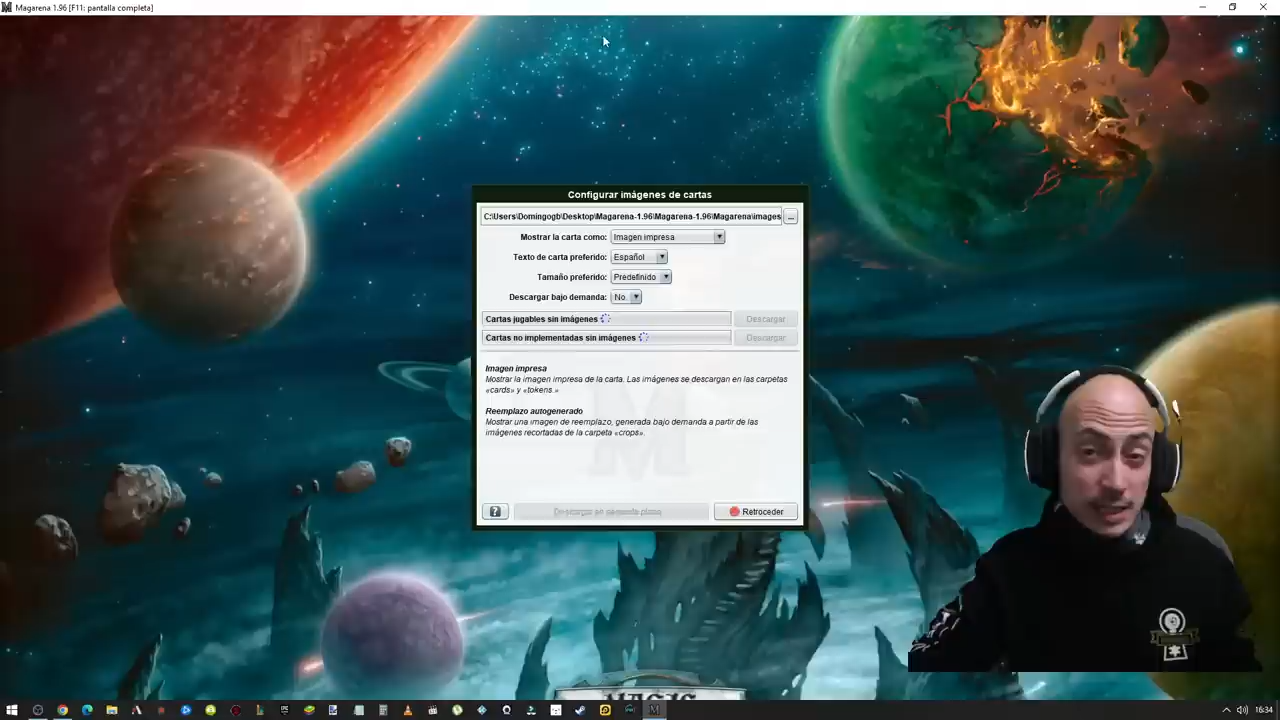 Magarena 1.96 [F11: pantalla completa]
Configurar imágenes de cartas
C:\Users\Domingogb\Desktop\Magarena-1.96\Magarena-1.96\Magarena\images
...
Mostrar la carta como: Imagen impresa
Texto de carta preferido: Español
Tamaño preferido: Predefinido
Descargar bajo demanda: No
Cartas jugables sin imágenes Descargar
Cartas no implementadas sin imágenes Descargar
Imagen impresa
Mostrar la imagen impresa de la carta. Las imágenes se descargan en las carpetas
«cards» y «tokens.»
Reemplazo autogenerado
Mostrar una imagen de reemplazo, generada bajo demanda a partir de las
imágenes recortadas de la carpeta «crops».
? Descargar en segundo plano Retroceder
16:34